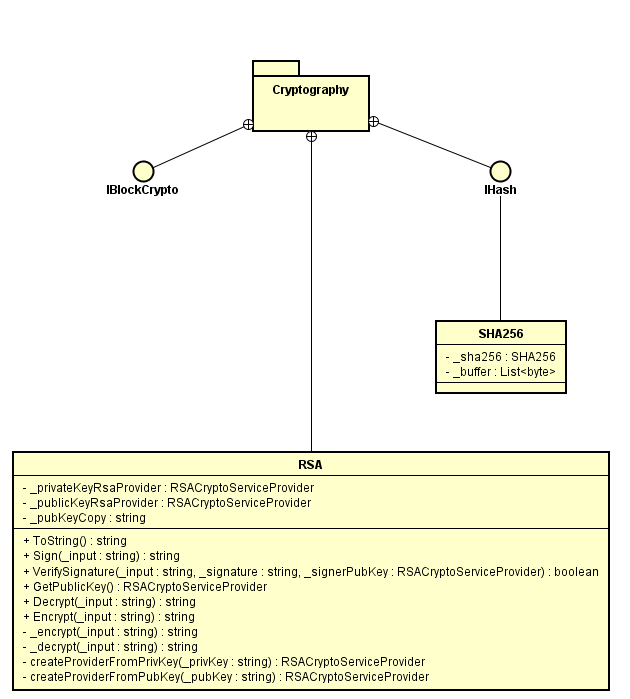 Cryptography
IBlockCrypto
IHash
SHA256
- _sha256 : SHA256
- _buffer : List<byte>
RSA
- _privateKeyRsaProvider : RSACryptoServiceProvider
- _publicKeyRsaProvider : RSACryptoServiceProvider
- _pubKeyCopy : string
+ ToString() : string
+ Sign(_input : string) : string
+ VerifySignature(_input : string, _signature : string, _signerPubKey : RSACryptoServiceProvider) : boolean
+ GetPublicKey() : RSACryptoServiceProvider
+ Decrypt(_input : string) : string
+ Encrypt(_input : string) : string
- _encrypt(_input : string) : string
- _decrypt(_input : string) : string
- createProviderFromPrivKey(_privKey : string) : RSACryptoServiceProvider
- createProviderFromPubKey(_pubKey : string) : RSACryptoServiceProvider